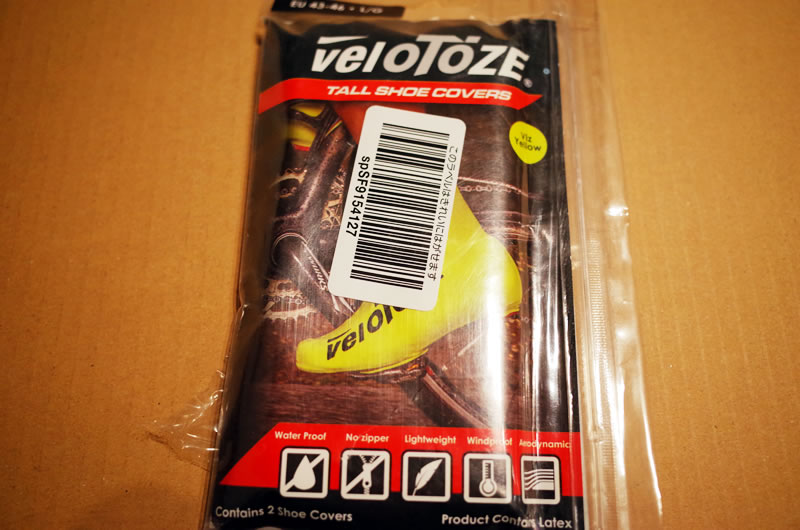 EU 43-46 • L/G
veloTOZE®
TALL SHOE COVERS
Viz
Yellow
このラベルはきれいにはがせます
spSF9154127
veloTO
Water Proof
No zipper
Lightweight
Windproof
Aerodynamic
Contains 2 Shoe Covers
Product Contains Latex